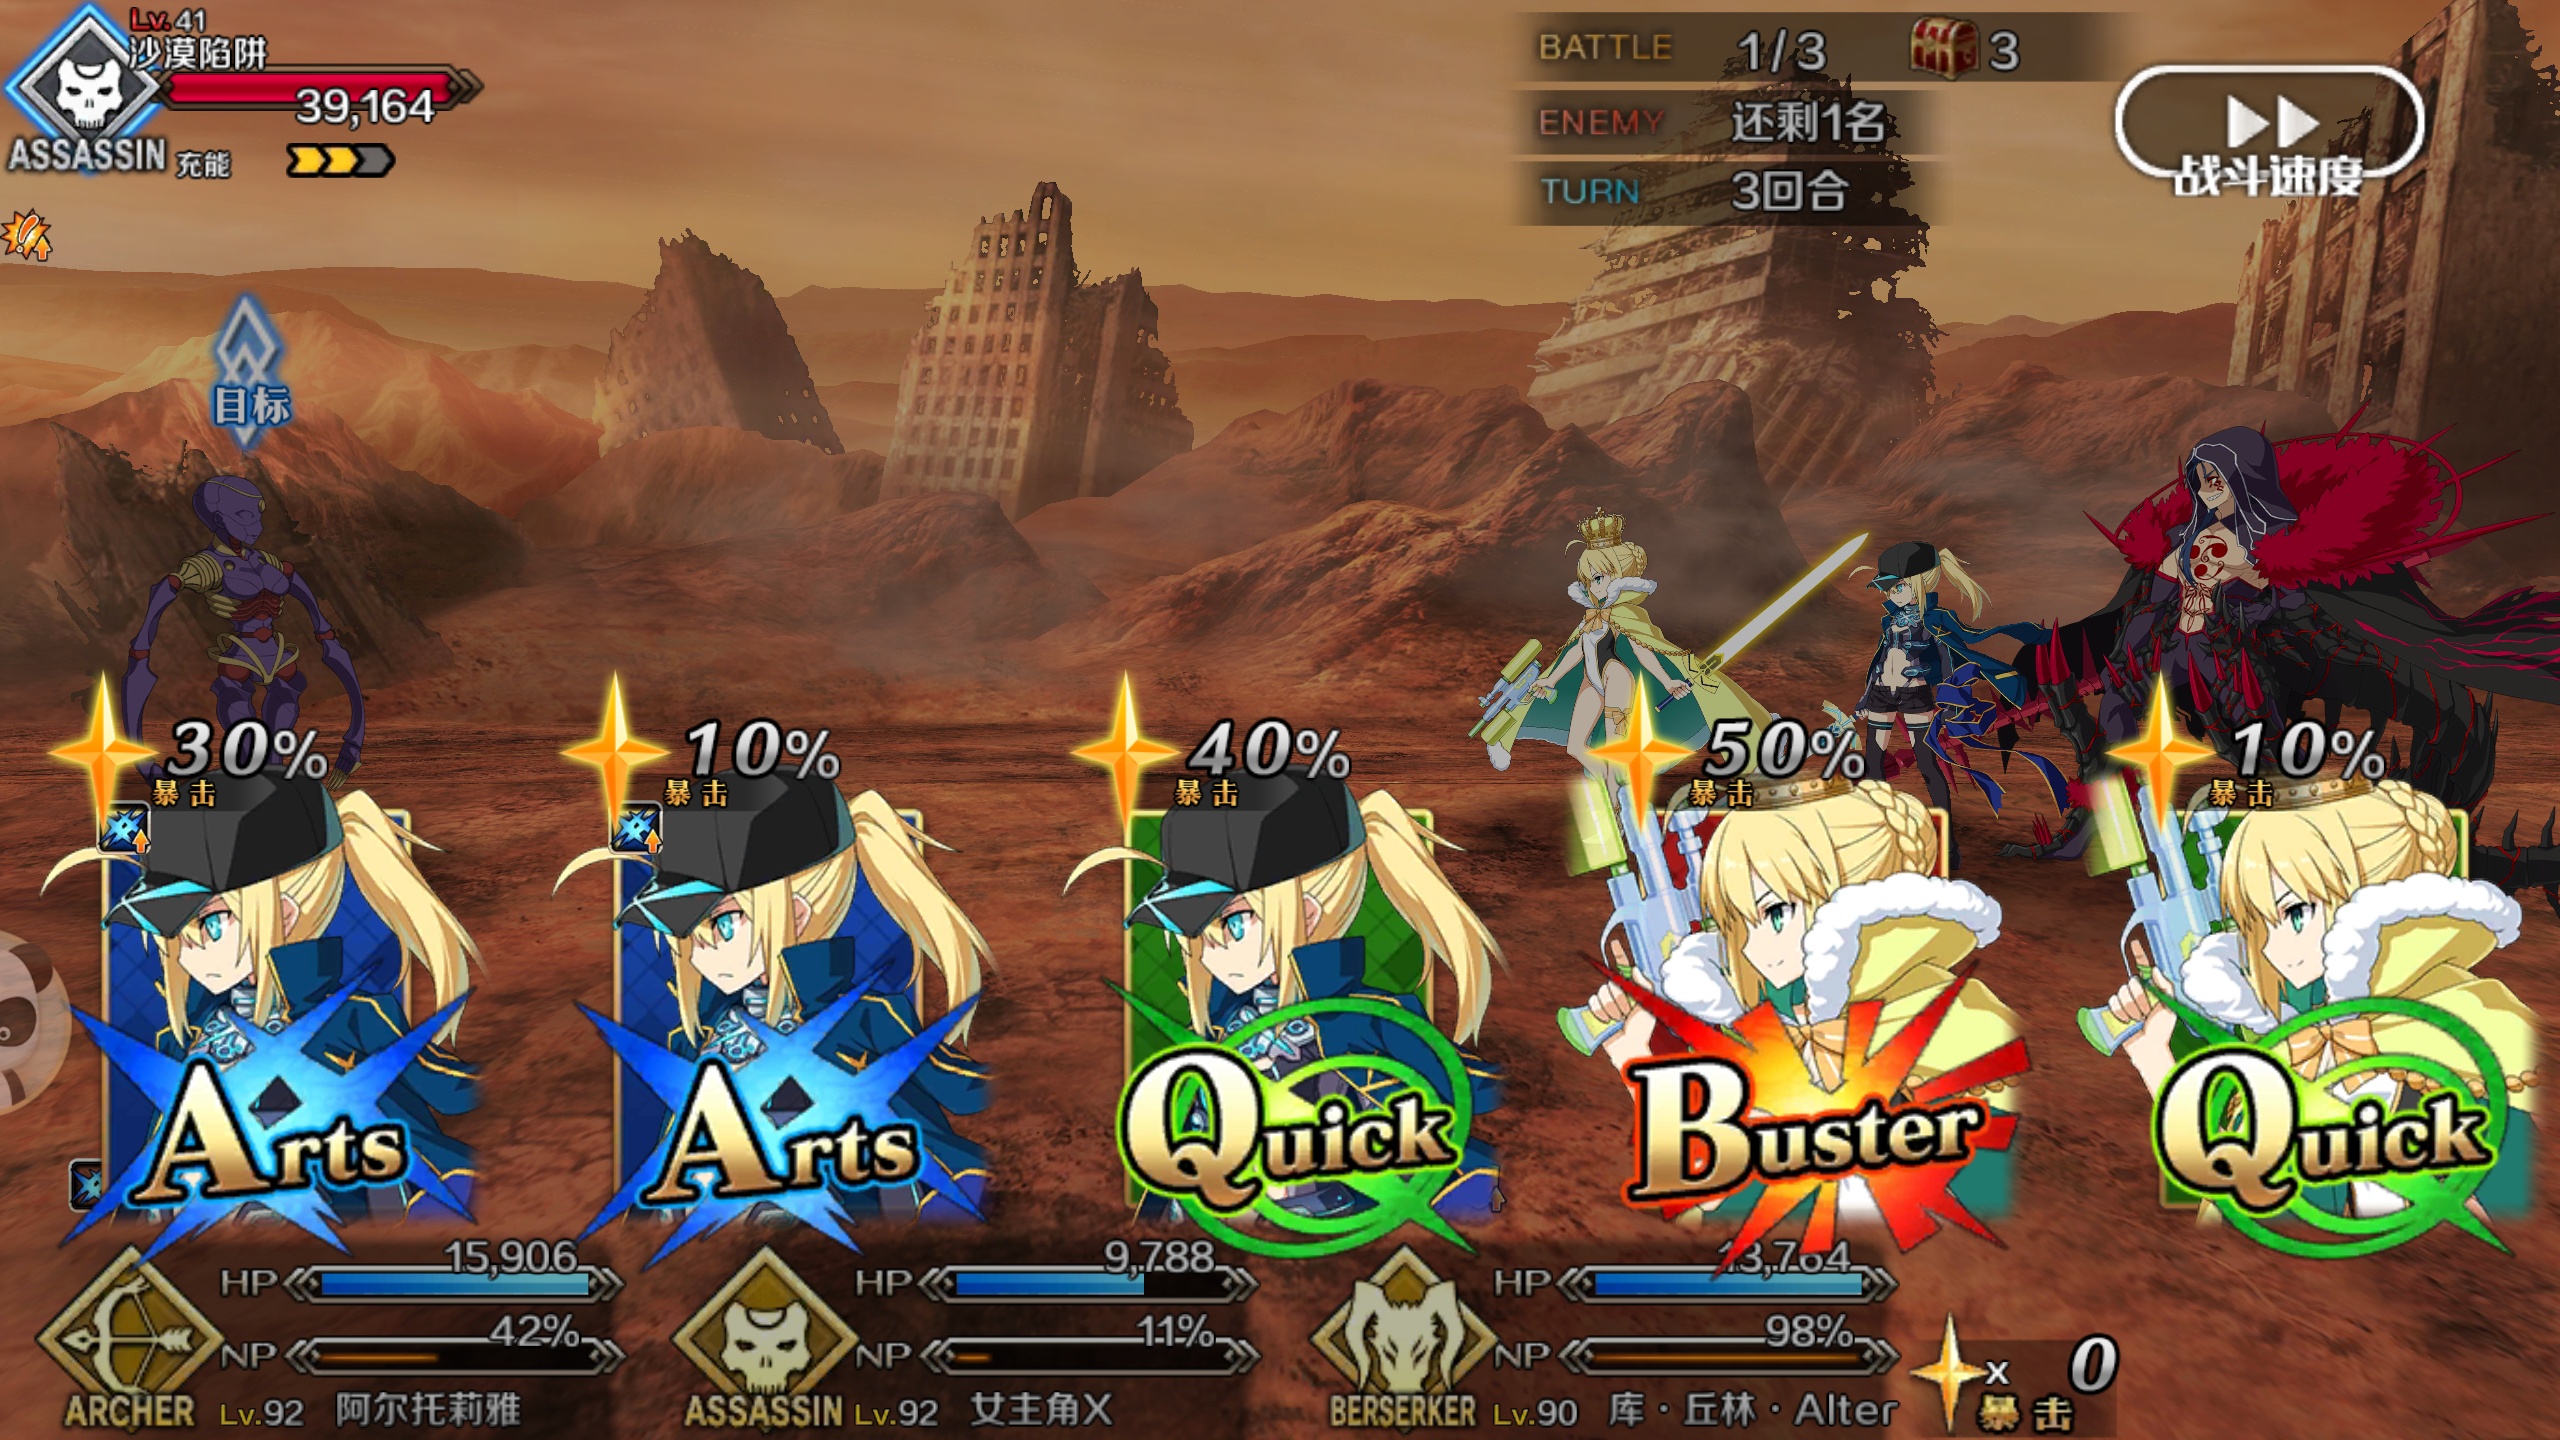 Lv.41
沙漠陷阱
39,164
ASSASSIN 充能
BATTLE 1/3 3
ENEMY 还剩1名
TURN 3回合
战斗速度
目标
30% 10% 40% 50% 10%
暴击 暴击 暴击 暴击 暴击
Arts Arts Quick Buster Quick
HP 15,906 HP 9,788 HP 13,764
NP 42% NP 11% NP 98%
ARCHER Lv.92 阿尔托莉雅 ASSASSIN Lv.92 女主角X BERSERKER Lv.90 库·丘林·Alter
x 0
暴击